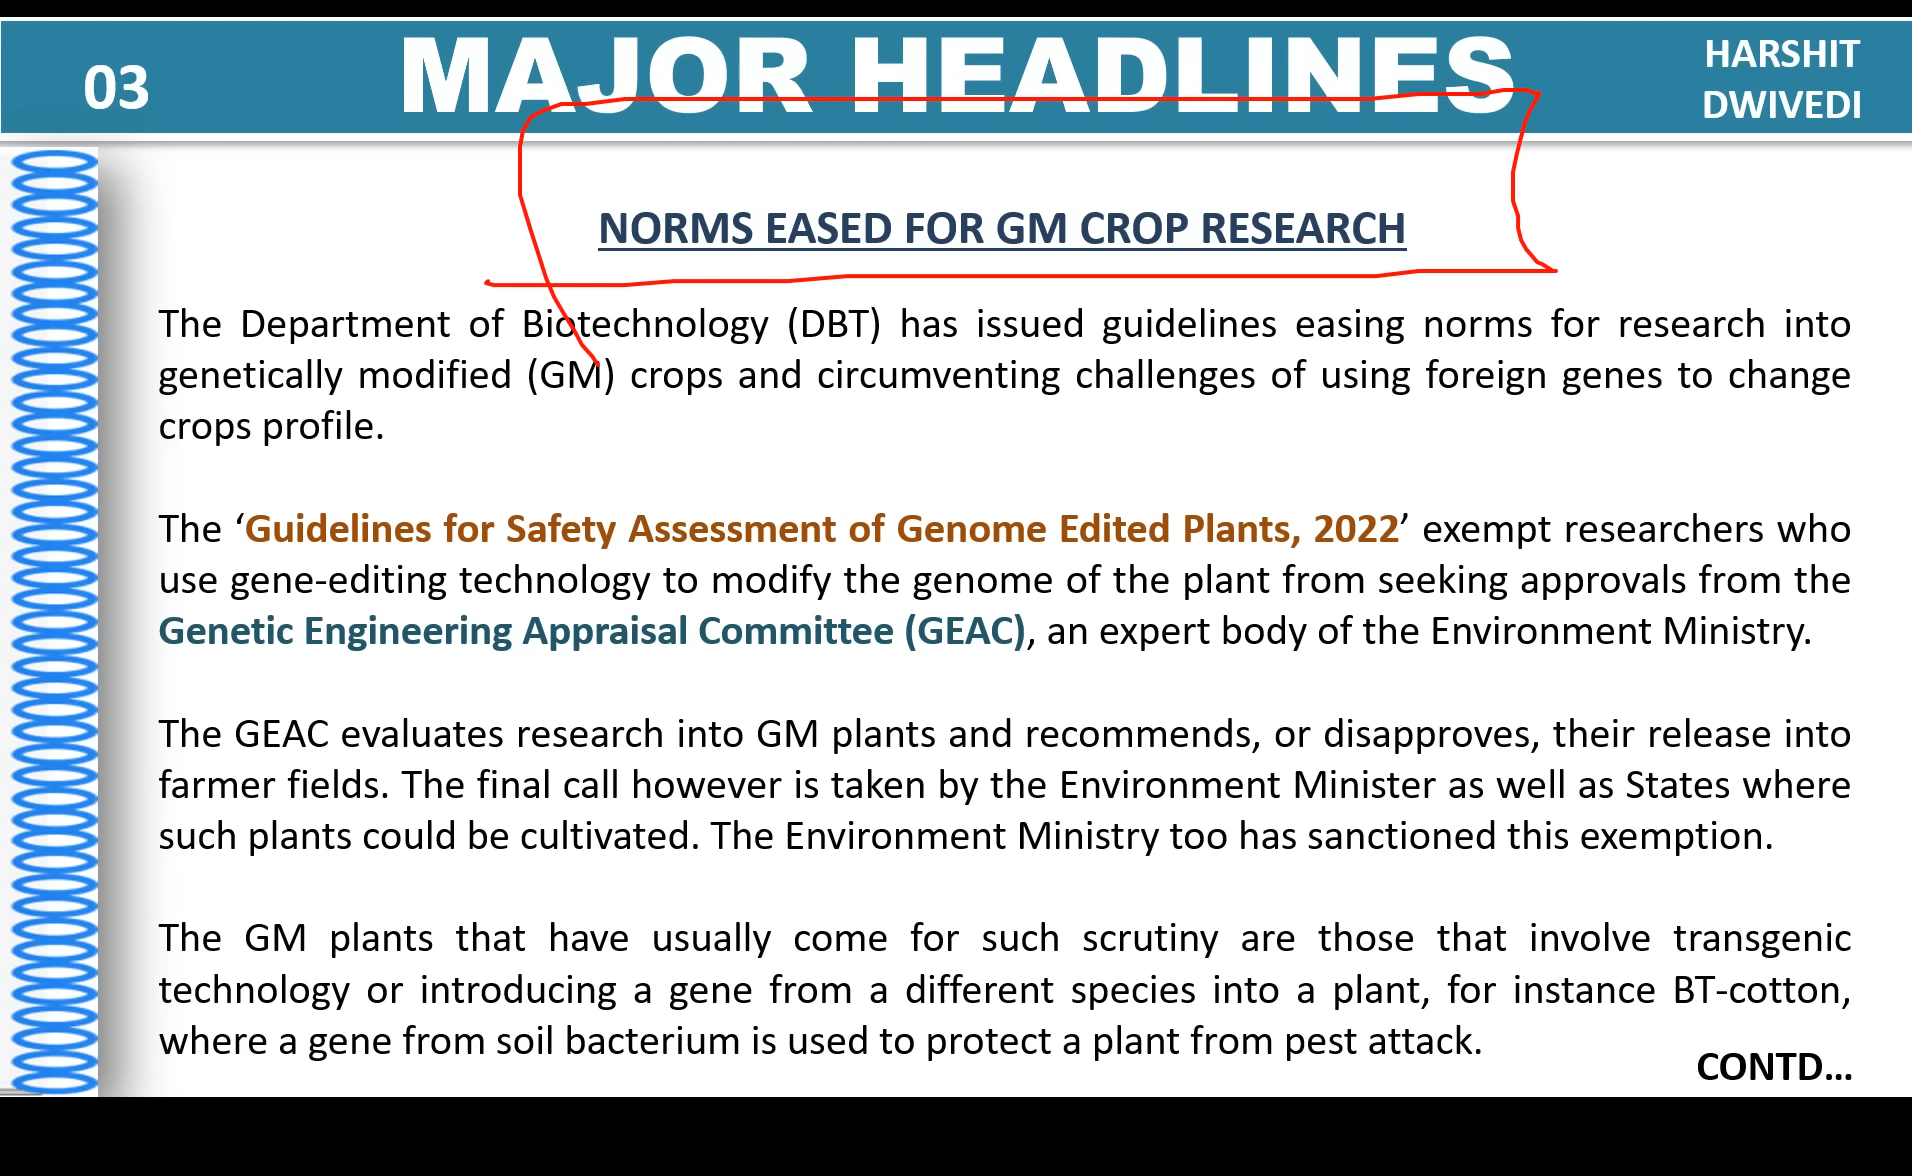 03
MAJOR HEADLINES
HARSHIT
DWIVEDI
NORMS EASED FOR GM CROP RESEARCH
The Department of Biotechnology (DBT) has issued guidelines easing norms for research into
genetically modified (GM) crops and circumventing challenges of using foreign genes to change
crops profile.
The ‘Guidelines for Safety Assessment of Genome Edited Plants, 2022’ exempt researchers who
use gene-editing technology to modify the genome of the plant from seeking approvals from the
Genetic Engineering Appraisal Committee (GEAC), an expert body of the Environment Ministry.
The GEAC evaluates research into GM plants and recommends, or disapproves, their release into
farmer fields. The final call however is taken by the Environment Minister as well as States where
such plants could be cultivated. The Environment Ministry too has sanctioned this exemption.
The GM plants that have usually come for such scrutiny are those that involve transgenic
technology or introducing a gene from a different species into a plant, for instance BT-cotton,
where a gene from soil bacterium is used to protect a plant from pest attack.
CONTD...